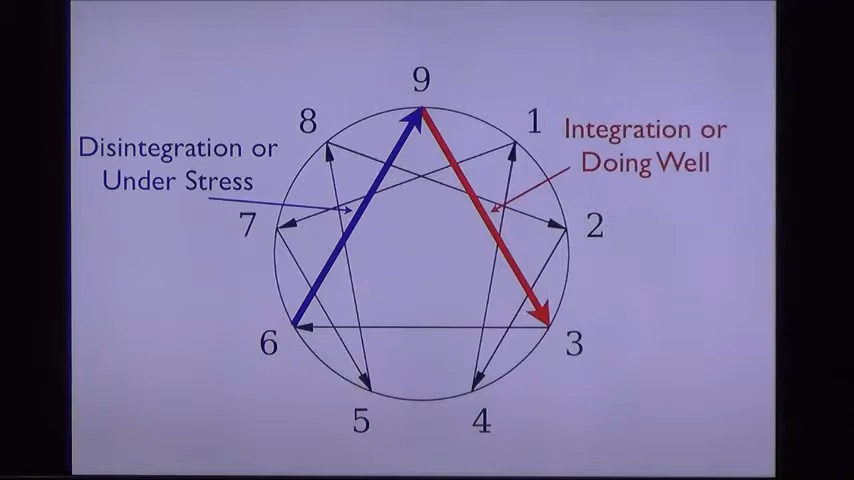 9
8
1
Integration or
Doing Well
Disintegration or
Under Stress
7
2
6
3
5
4